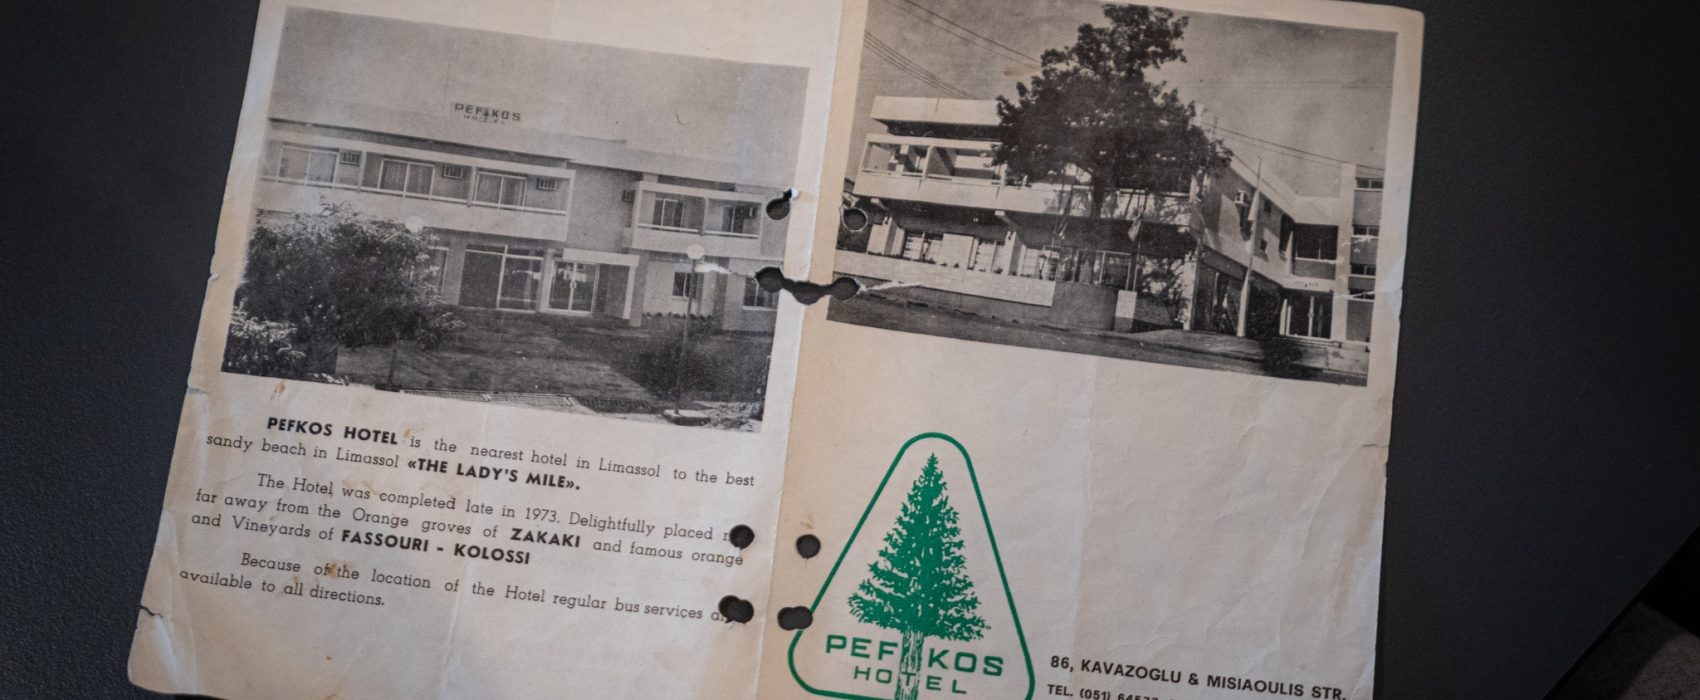 PEFKOS
HOTEL
PEFKOS HOTEL is the nearest hotel in Limassol to the best
sandy beach in Limassol «THE LADY'S MILE».
The Hotel was completed late in 1973. Delightfully placed
far away from the Orange groves of ZAKAKI and famous orange
and Vineyards of FASSOURI - KOLOSSI
Because of the location of the Hotel regular bus services
available to all directions.
PEFKOS
HOTEL
86, KAVAZOGLU & MISIAOULIS STR.
TEL. (051)